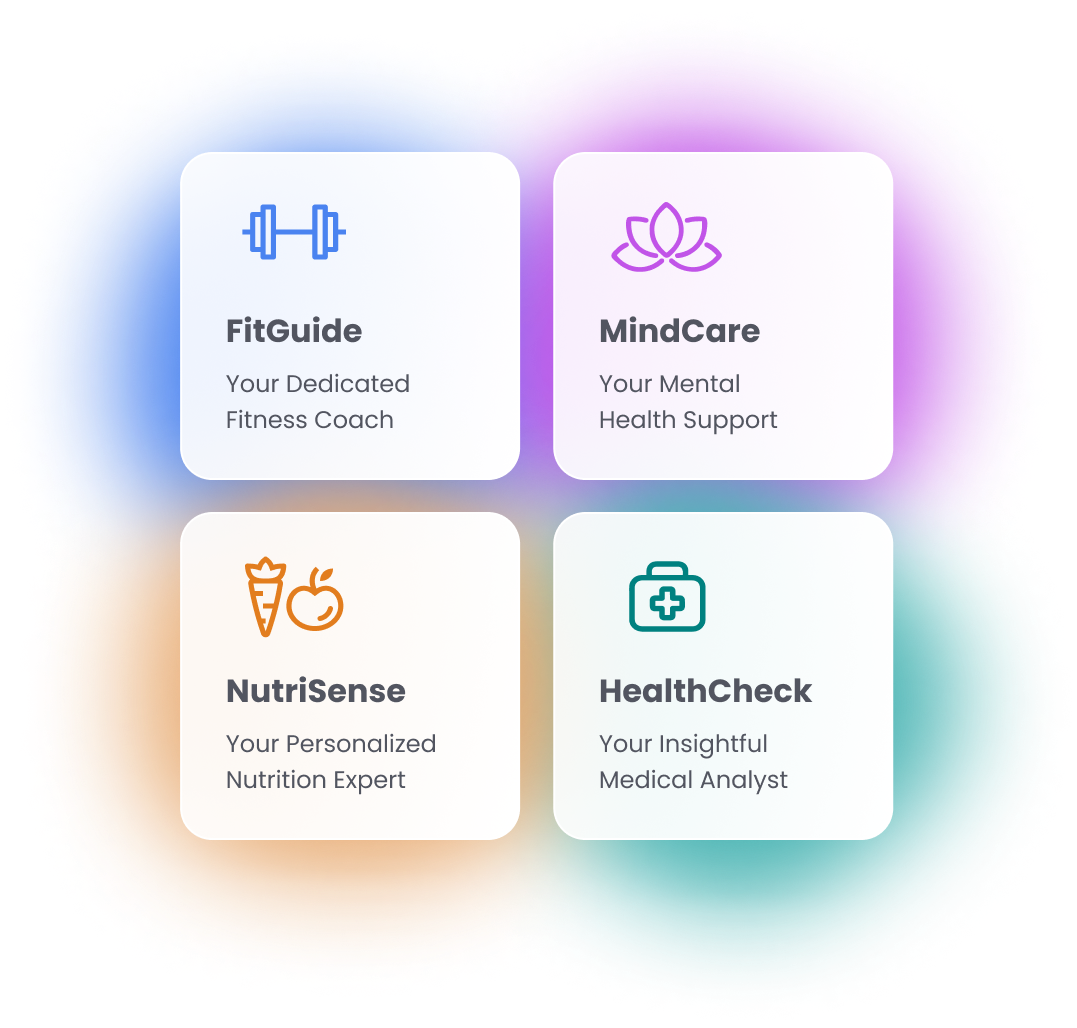 FitGuide
Your Dedicated
Fitness Coach
MindCare
Your Mental
Health Support
NutriSense
Your Personalized
Nutrition Expert
HealthCheck
Your Insightful
Medical Analyst